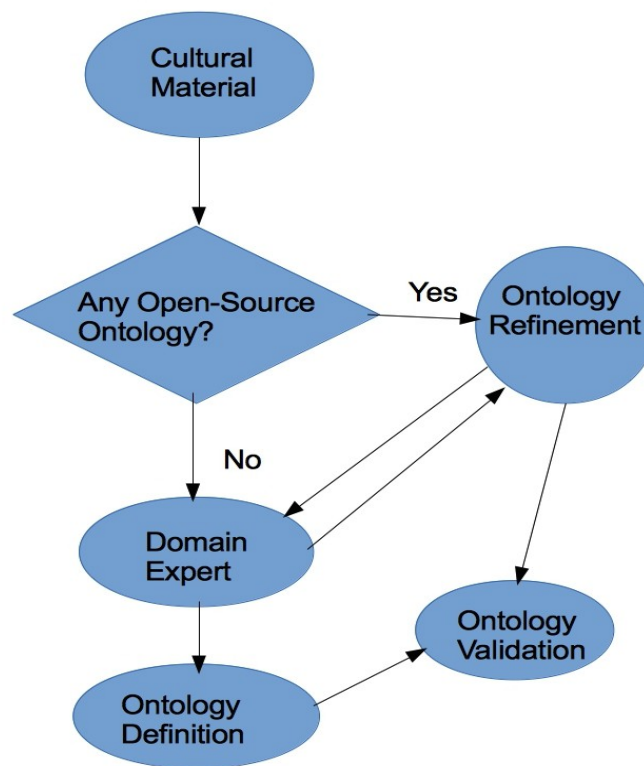 Cultural
Material
Any Open-Source
Ontology?
Yes
Ontology
Refinement
No
Domain
Expert
Ontology
Validation
Ontology
Definition